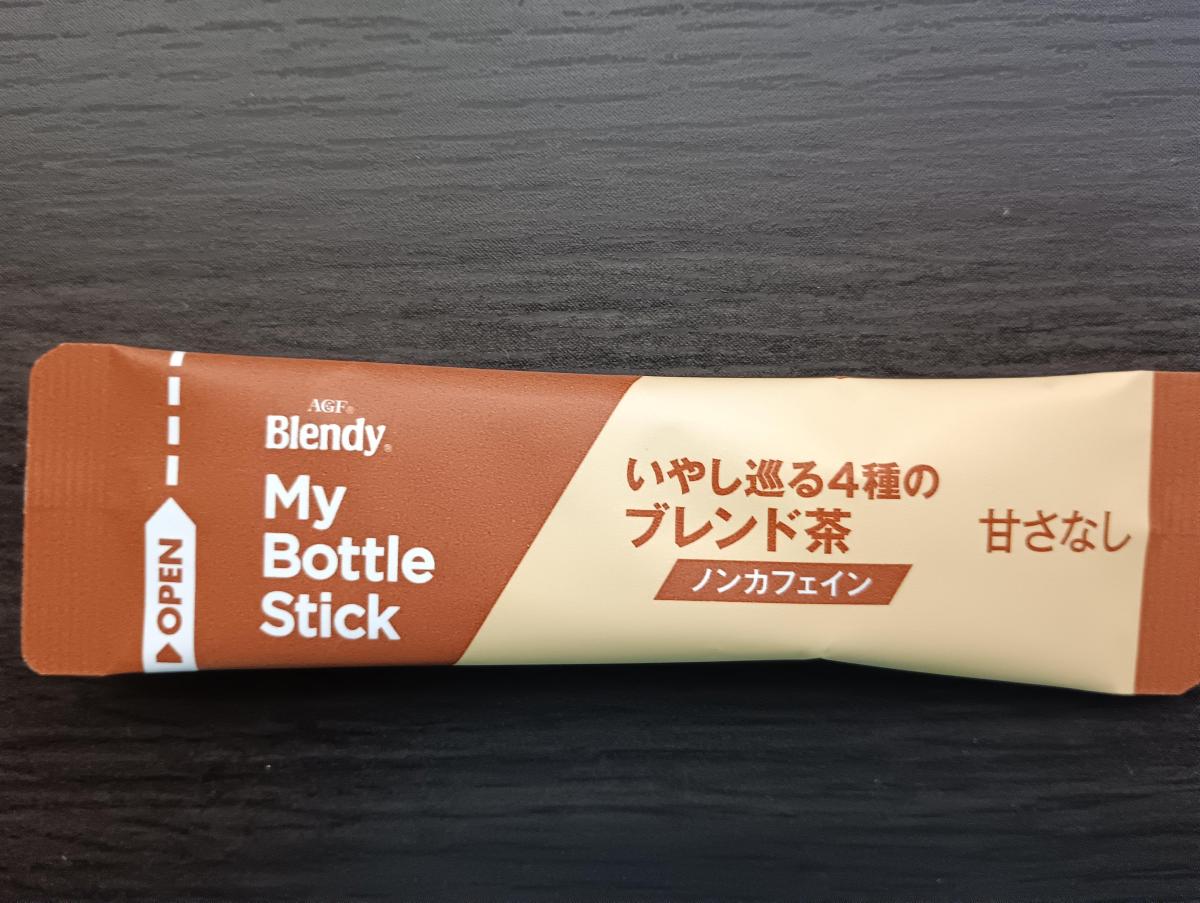 OPEN
AGF®
Blendy®
My
Bottle
Stick
いやし巡る4種の
ブレンド茶
ノンカフェイン
甘さなし